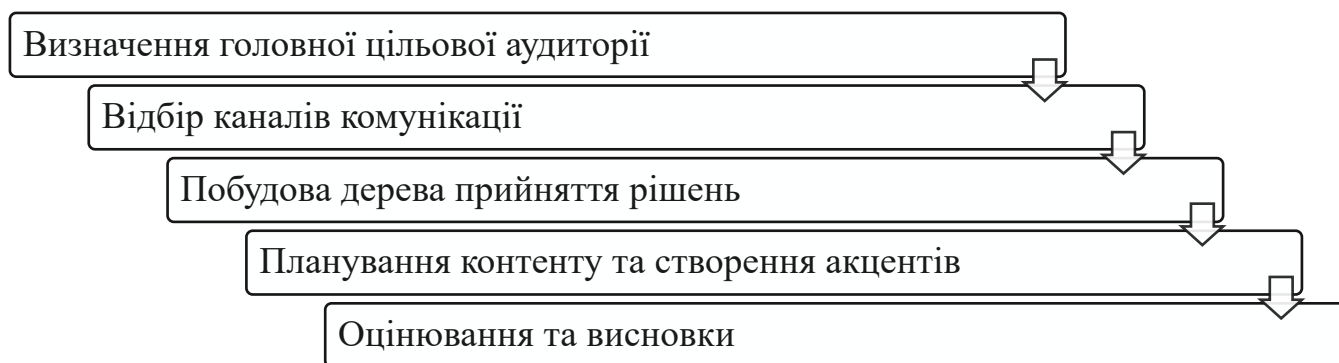 Визначення головної цільової аудиторії
Відбір каналів комунікації
Побудова дерева прийняття рішень
Планування контенту та створення акцентів
Оцінювання та висновки